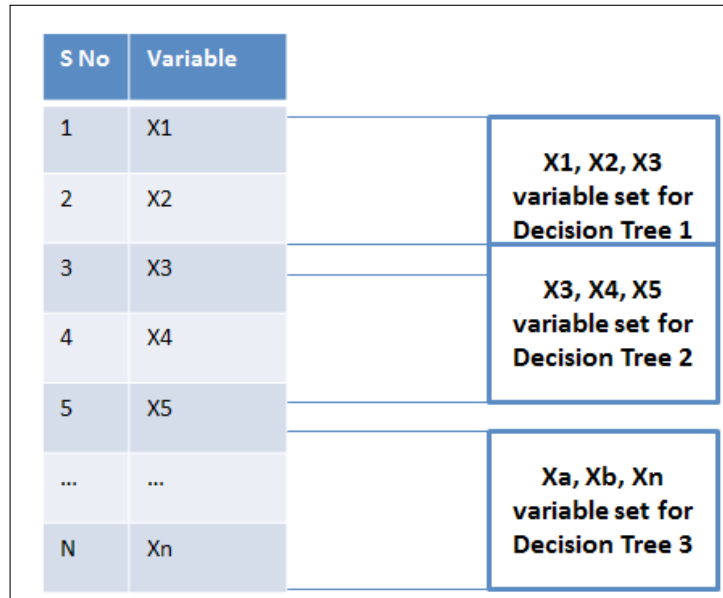 S No Variable
1 X1
2 X2
3 X3
4 X4
5 X5
... ...
N Xn
X1, X2, X3
variable set for
Decision Tree 1
X3, X4, X5
variable set for
Decision Tree 2
Xa, Xb, Xn
variable set for
Decision Tree 3